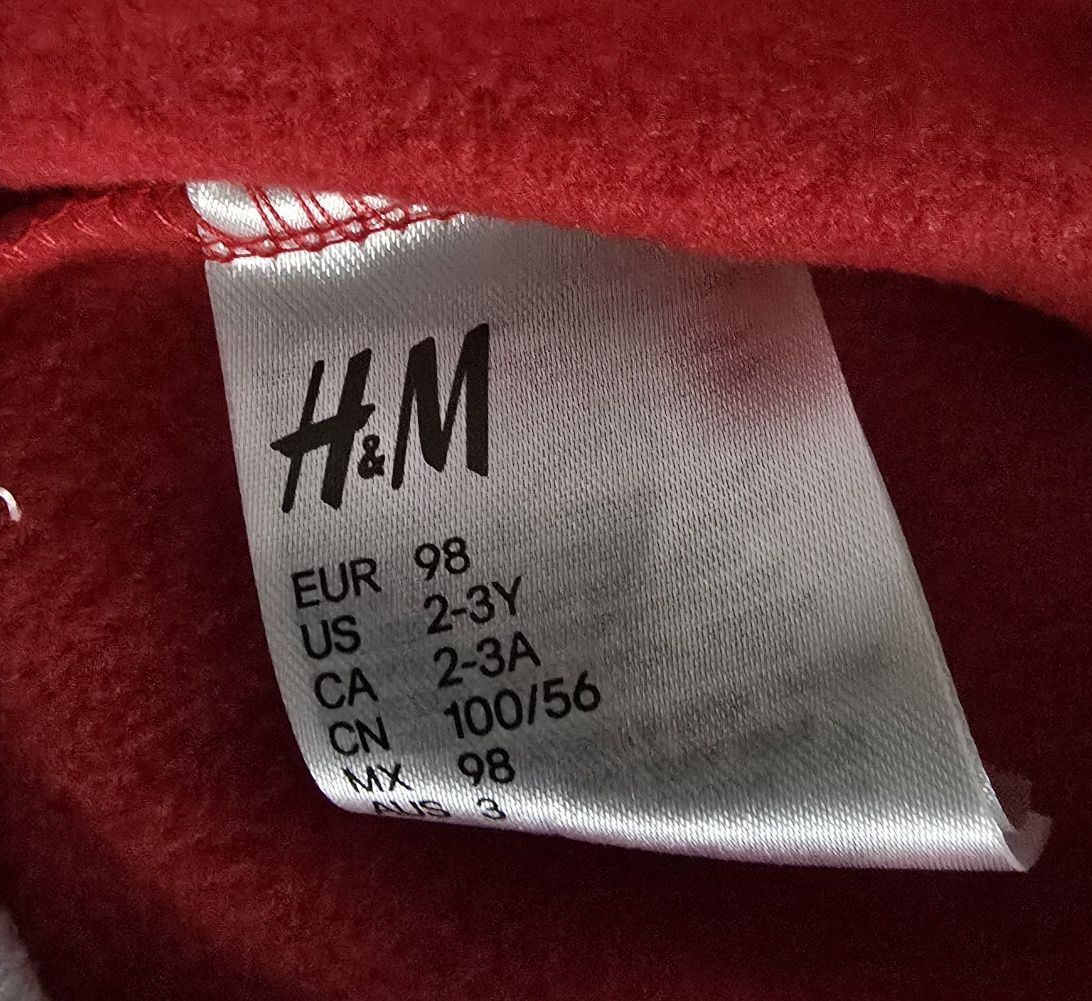 H&M
EUR 98
US 2-3Y
CA 2-3A
CN 100/56
MX 98
AUS 3